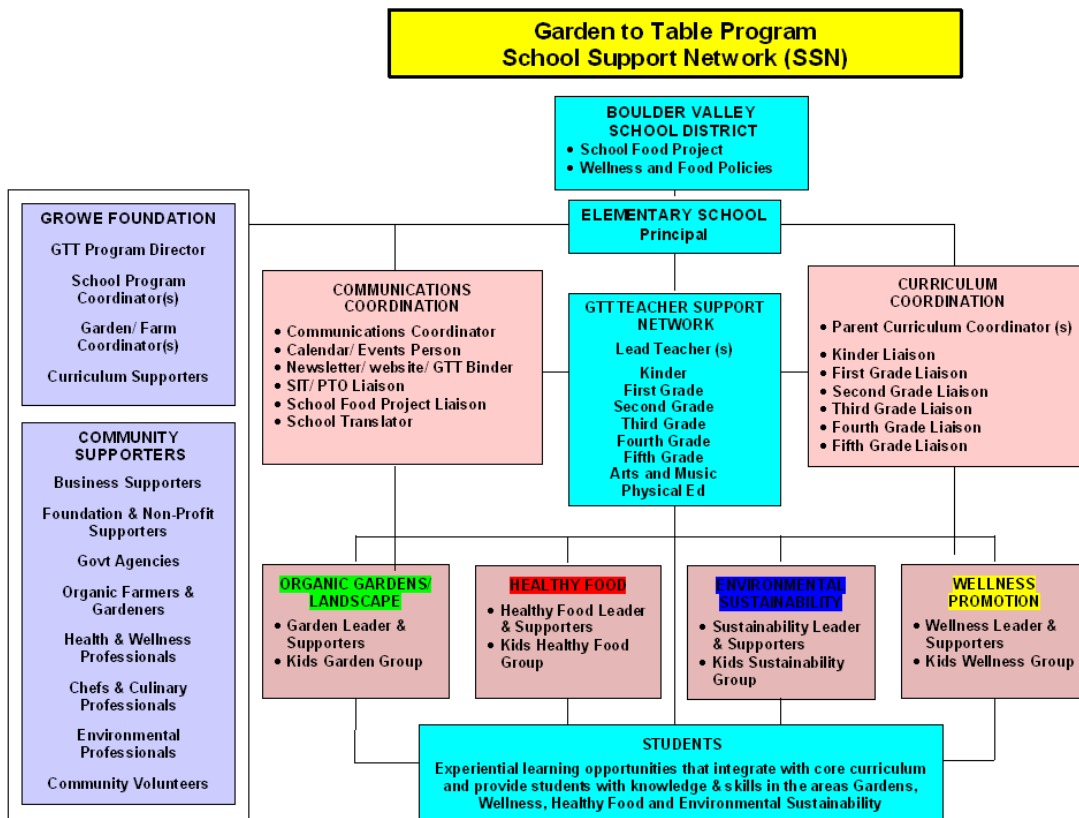 Garden to Table Program
School Support Network (SSN)
BOULDER VALLEY
SCHOOL DISTRICT
• School Food Project
• Wellness and Food Policies
ELEMENTARY SCHOOL
Principal
GROWE FOUNDATION
GTT Program Director
School Program
Coordinator(s)
Garden/ Farm
Coordinator(s)
Curriculum Supporters
COMMUNITY
SUPPORTERS
Business Supporters
Foundation & Non-Profit
Supporters
Govt Agencies
Organic Farmers &
Gardeners
Health & Wellness
Professionals
Chefs & Culinary
Professionals
Environmental
Professionals
Community Volunteers
COMMUNICATIONS
COORDINATION
• Communications Coordinator
• Calendar/ Events Person
• Newsletter/ website/ GTT Binder
• SIT/ PTO Liaison
• School Food Project Liaison
• School Translator
GTT TEACHER SUPPORT
NETWORK
Lead Teacher (s)
Kinder
First Grade
Second Grade
Third Grade
Fourth Grade
Fifth Grade
Arts and Music
Physical Ed
CURRICULUM
COORDINATION
• Parent Curriculum Coordinator (s)
• Kinder Liaison
• First Grade Liaison
• Second Grade Liaison
• Third Grade Liaison
• Fourth Grade Liaison
• Fifth Grade Liaison
ORGANIC GARDENS/
LANDSCAPE
• Garden Leader &
Supporters
• Kids Garden Group
HEALTHY FOOD
• Healthy Food Leader
& Supporters
• Kids Healthy Food
Group
ENVIRONMENTAL
SUSTAINABILITY
• Sustainability Leader
& Supporters
• Kids Sustainability
Group
WELLNESS
PROMOTION
• Wellness Leader &
Supporters
• Kids Wellness Group
STUDENTS
Experiential learning opportunities that integrate with core curriculum
and provide students with knowledge & skills in the areas Gardens,
Wellness, Healthy Food and Environmental Sustainability